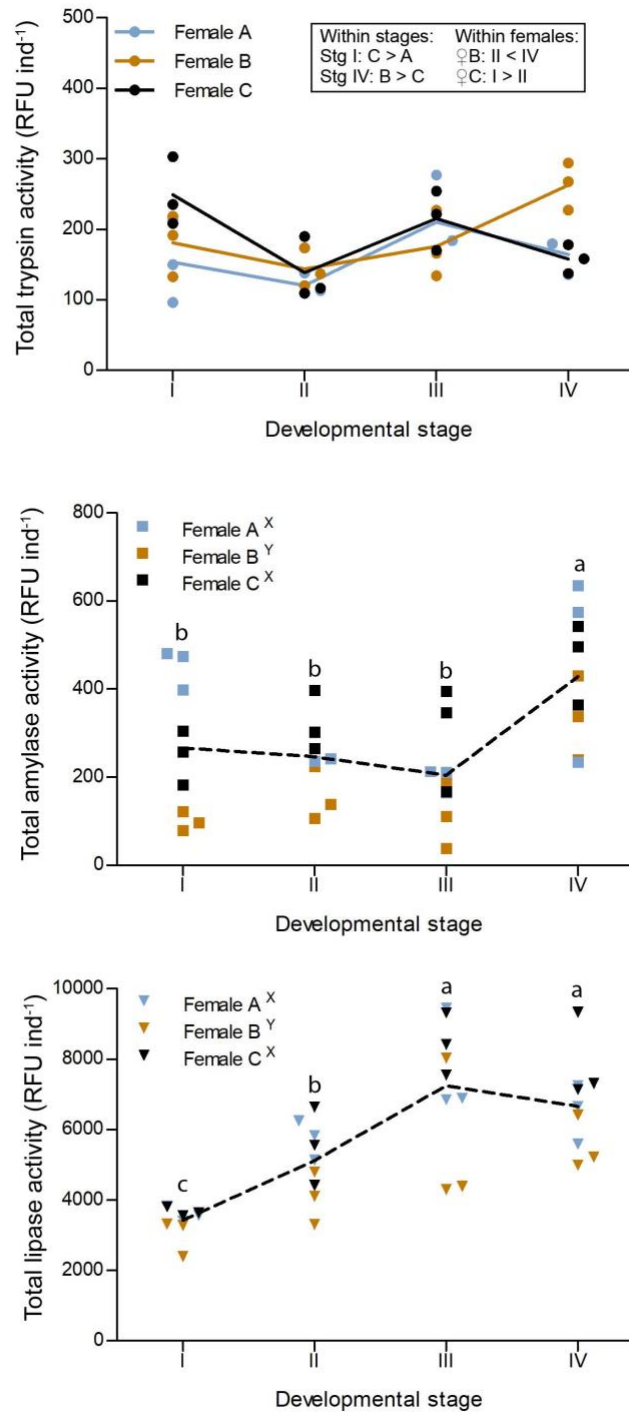 Total trypsin activity (RFU ind⁻¹)
500
400
300
200
100
0
Female A
Female B
Female C
Within stages: Within females:
Stg I: C > A ♀B: II < IV
Stg IV: B > C ♀C: I > II
I II III IV
Developmental stage
Total amylase activity (RFU ind⁻¹)
800
600
400
200
0
Female A X
Female B Y
Female C X
b b b a
I II III IV
Developmental stage
Total lipase activity (RFU ind⁻¹)
10000
8000
6000
4000
2000
0
Female A X
Female B Y
Female C X
c b a a
I II III IV
Developmental stage